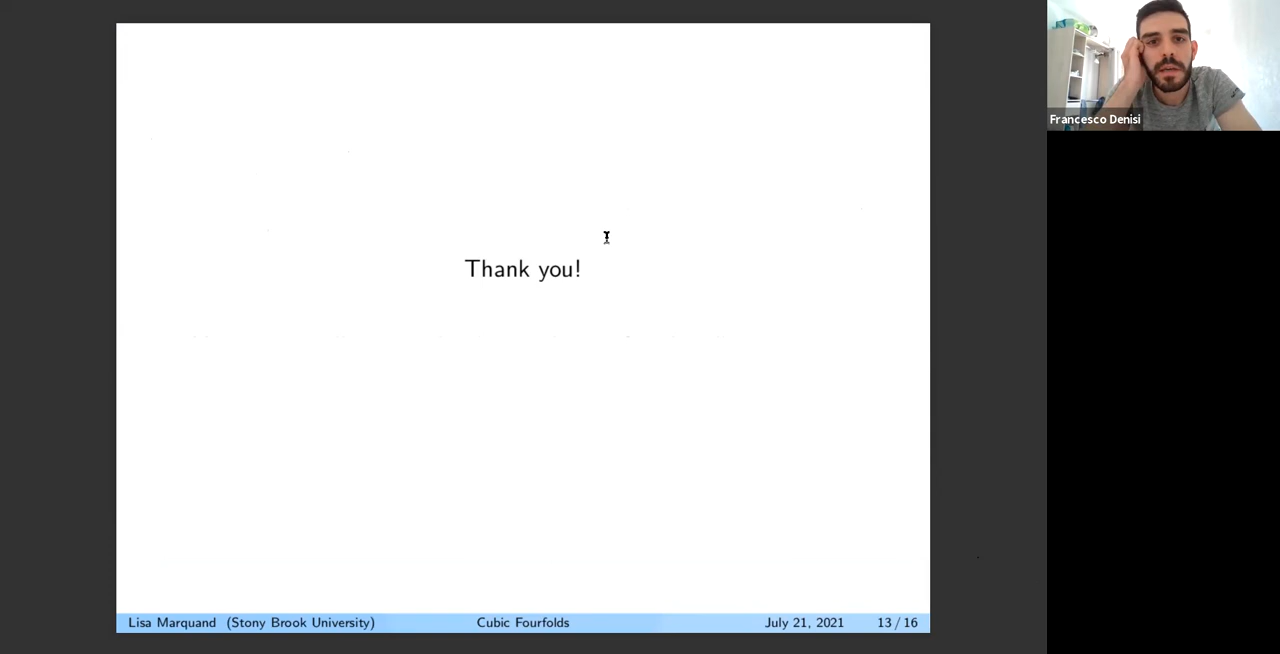 Thank you!
Lisa Marquand (Stony Brook University) Cubic Fourfolds July 21, 2021 13 / 16
Francesco Denisi